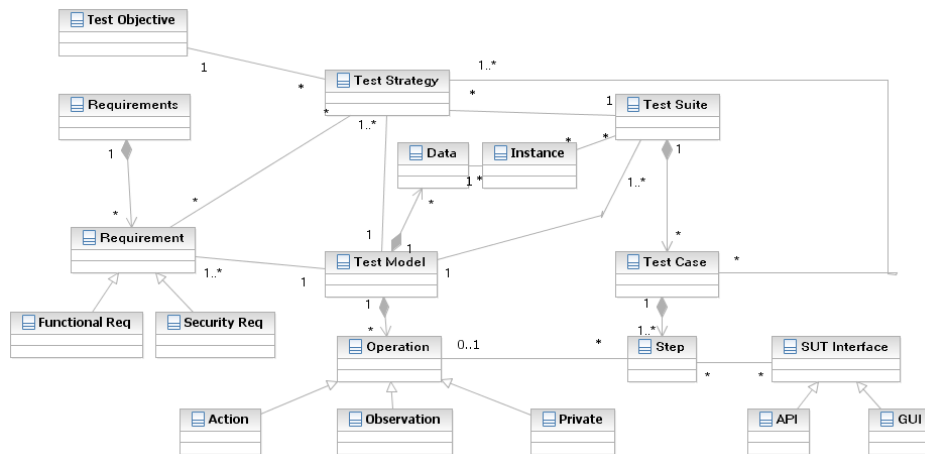 Test Objective
1
*
1..*
Test Strategy
*
1
Requirements
*
1..*
Test Suite
1
Data
Instance
*
*
1
1 *
1..*
*
*
*
1
Requirement
1
1..*
1
Test Model
1
Test Case
*
1
1
*
1..*
Functional Req
Security Req
Operation
0..1
*
Step
SUT Interface
*
*
Action
Observation
Private
API
GUI